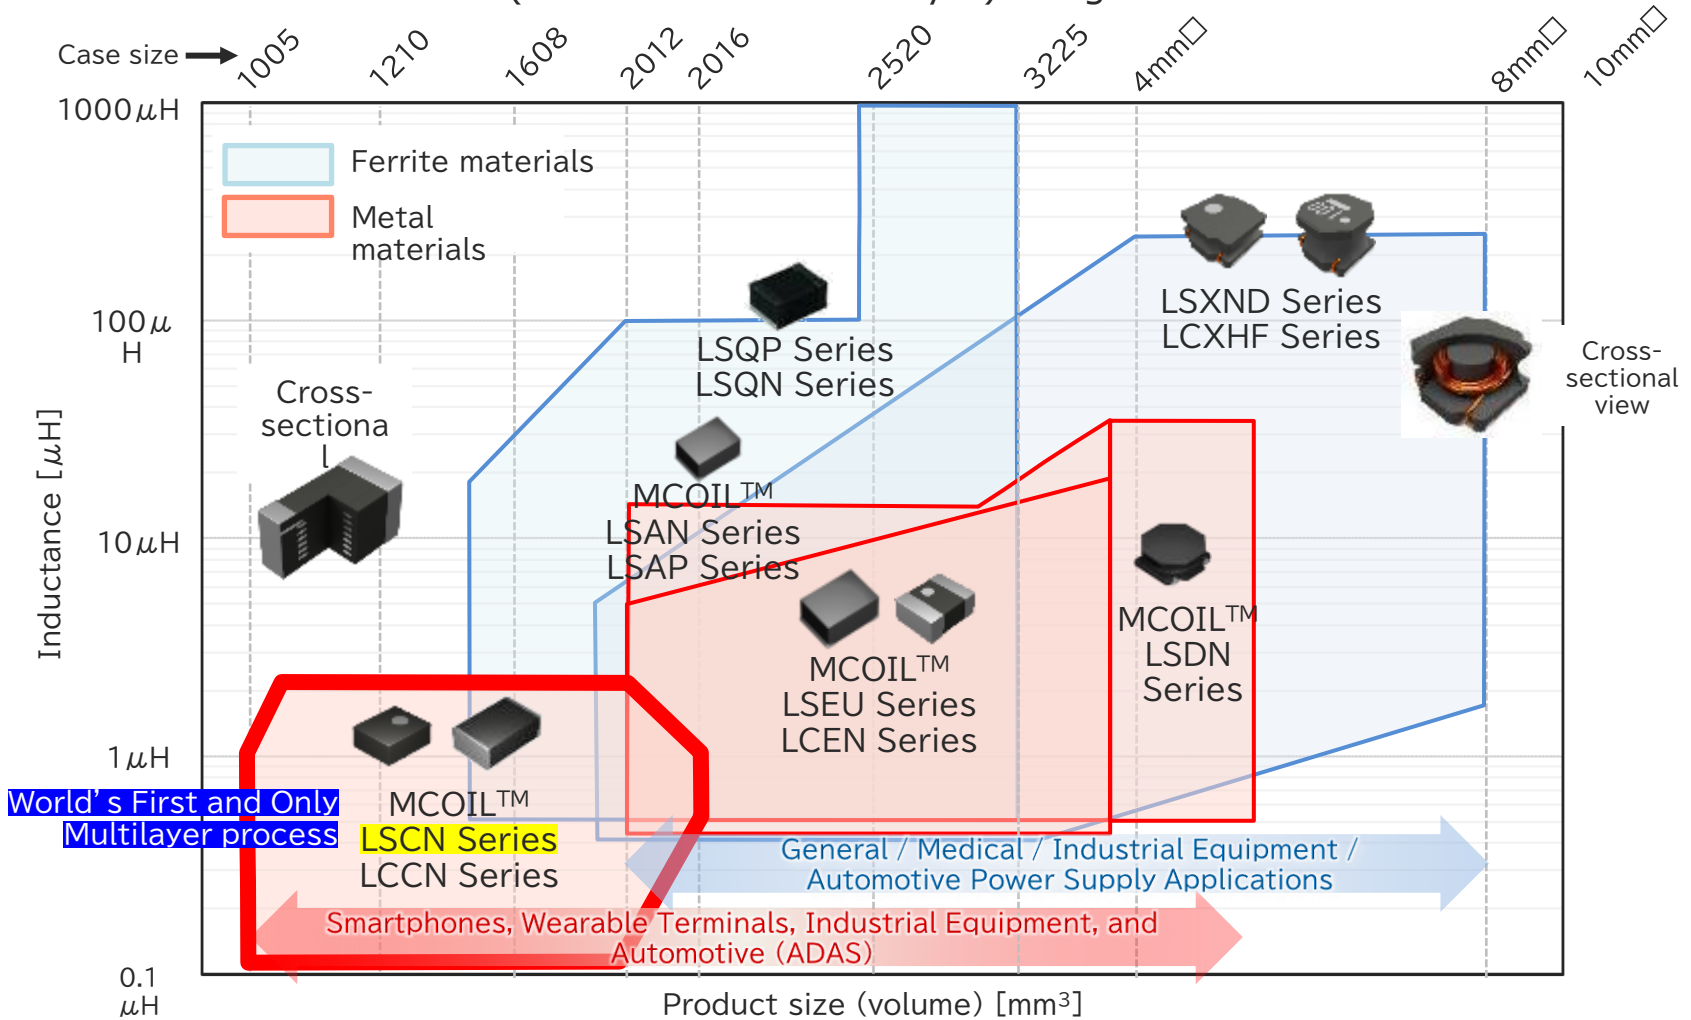 Case size
1005
1210
1608
2012
2016
2520
3225
4mm□
8mm□
10mm□
1000μH
100μ
H
10μH
1μH
0.1
μH
Inductance [μH]
Ferrite materials
Metal
materials
Cross-
sectiona
l
LSQP Series
LSQN Series
LSXND Series
LCXHF Series
Cross-
sectional
view
MCOIL™
LSAN Series
LSAP Series
MCOIL™
LSEU Series
LCEN Series
MCOIL™
LSDN
Series
World's First and Only
Multilayer process
MCOIL™
LSCN Series
LCCN Series
General / Medical / Industrial Equipment /
Automotive Power Supply Applications
Smartphones, Wearable Terminals, Industrial Equipment, and
Automotive (ADAS)
Product size (volume) [mm³]